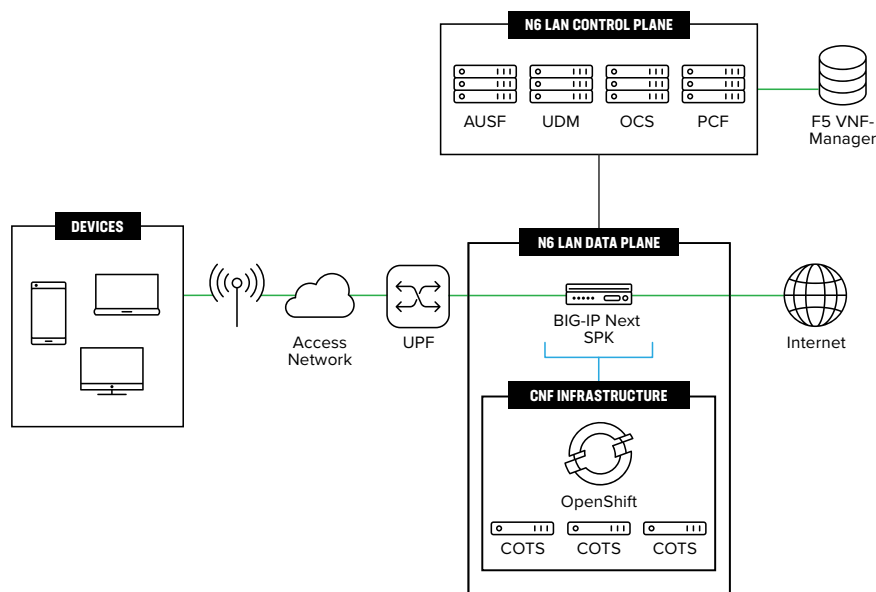 N6 LAN CONTROL PLANE
AUSF
UDM
OCS
PCF
F5 VNF-
Manager
DEVICES
N6 LAN DATA PLANE
Access
Network
UPF
BIG-IP Next
SPK
Internet
CNF INFRASTRUCTURE
OpenShift
COTS
COTS
COTS